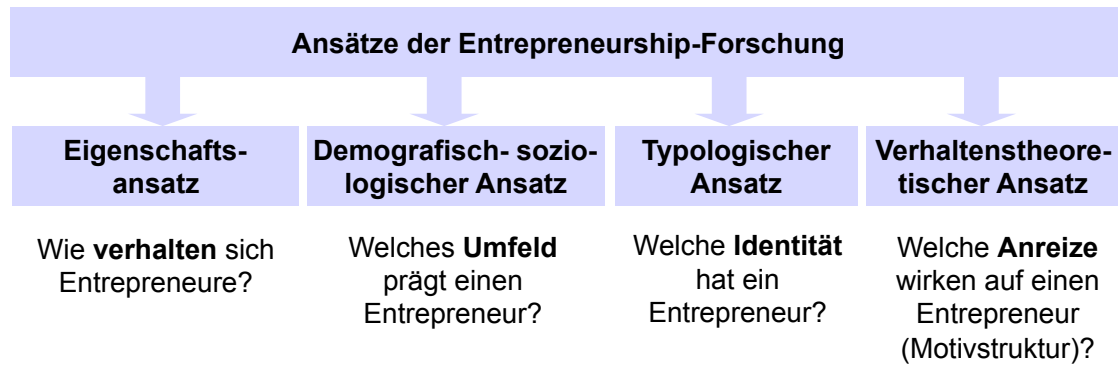 Ansätze der Entrepreneurship-Forschung
Eigenschafts-
ansatz
Wie verhalten sich
Entrepreneure?
Demografisch- sozio-
logischer Ansatz
Welches Umfeld
prägt einen
Entrepreneur?
Typologischer
Ansatz
Welche Identität
hat ein
Entrepreneur?
Verhaltenstheore-
tischer Ansatz
Welche Anreize
wirken auf einen
Entrepreneur
(Motivstruktur)?